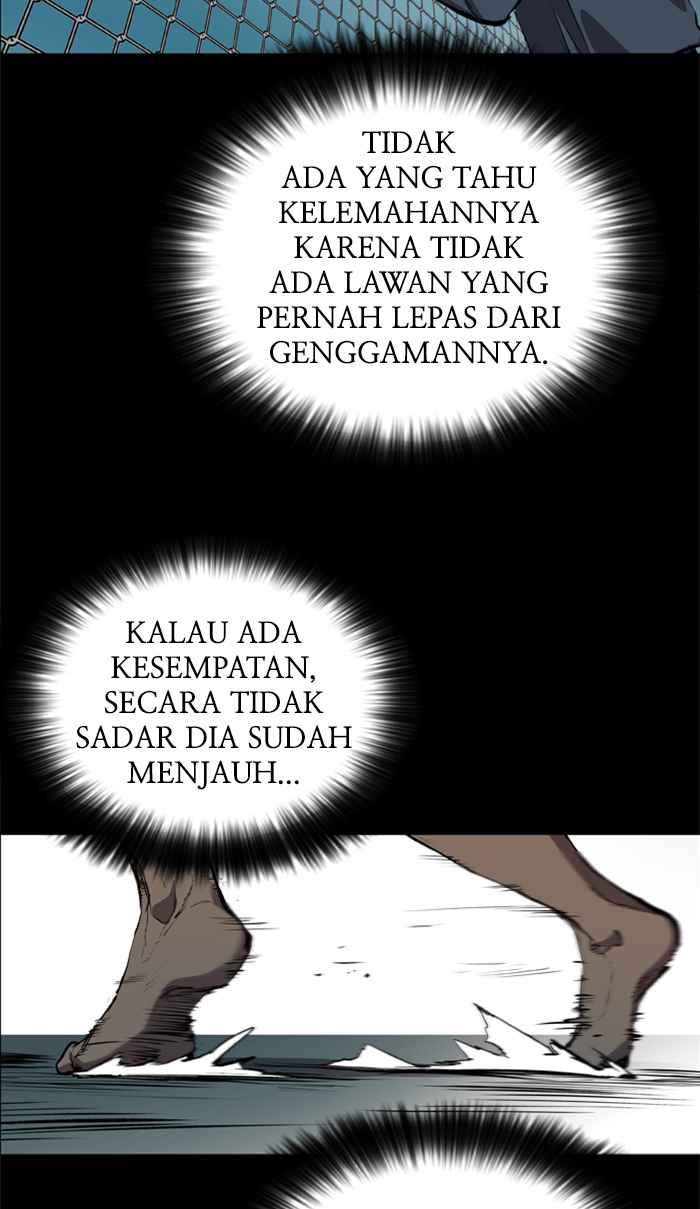 TIDAK
ADA YANG TAHU
KELEMAHANNYA
KARENA TIDAK
ADA LAWAN YANG
PERNAH LEPAS DARI
GENGGAMANNYA.
KALAU ADA
KESEMPATAN,
SECARA TIDAK
SADAR DIA SUDAH
MENJAUH...